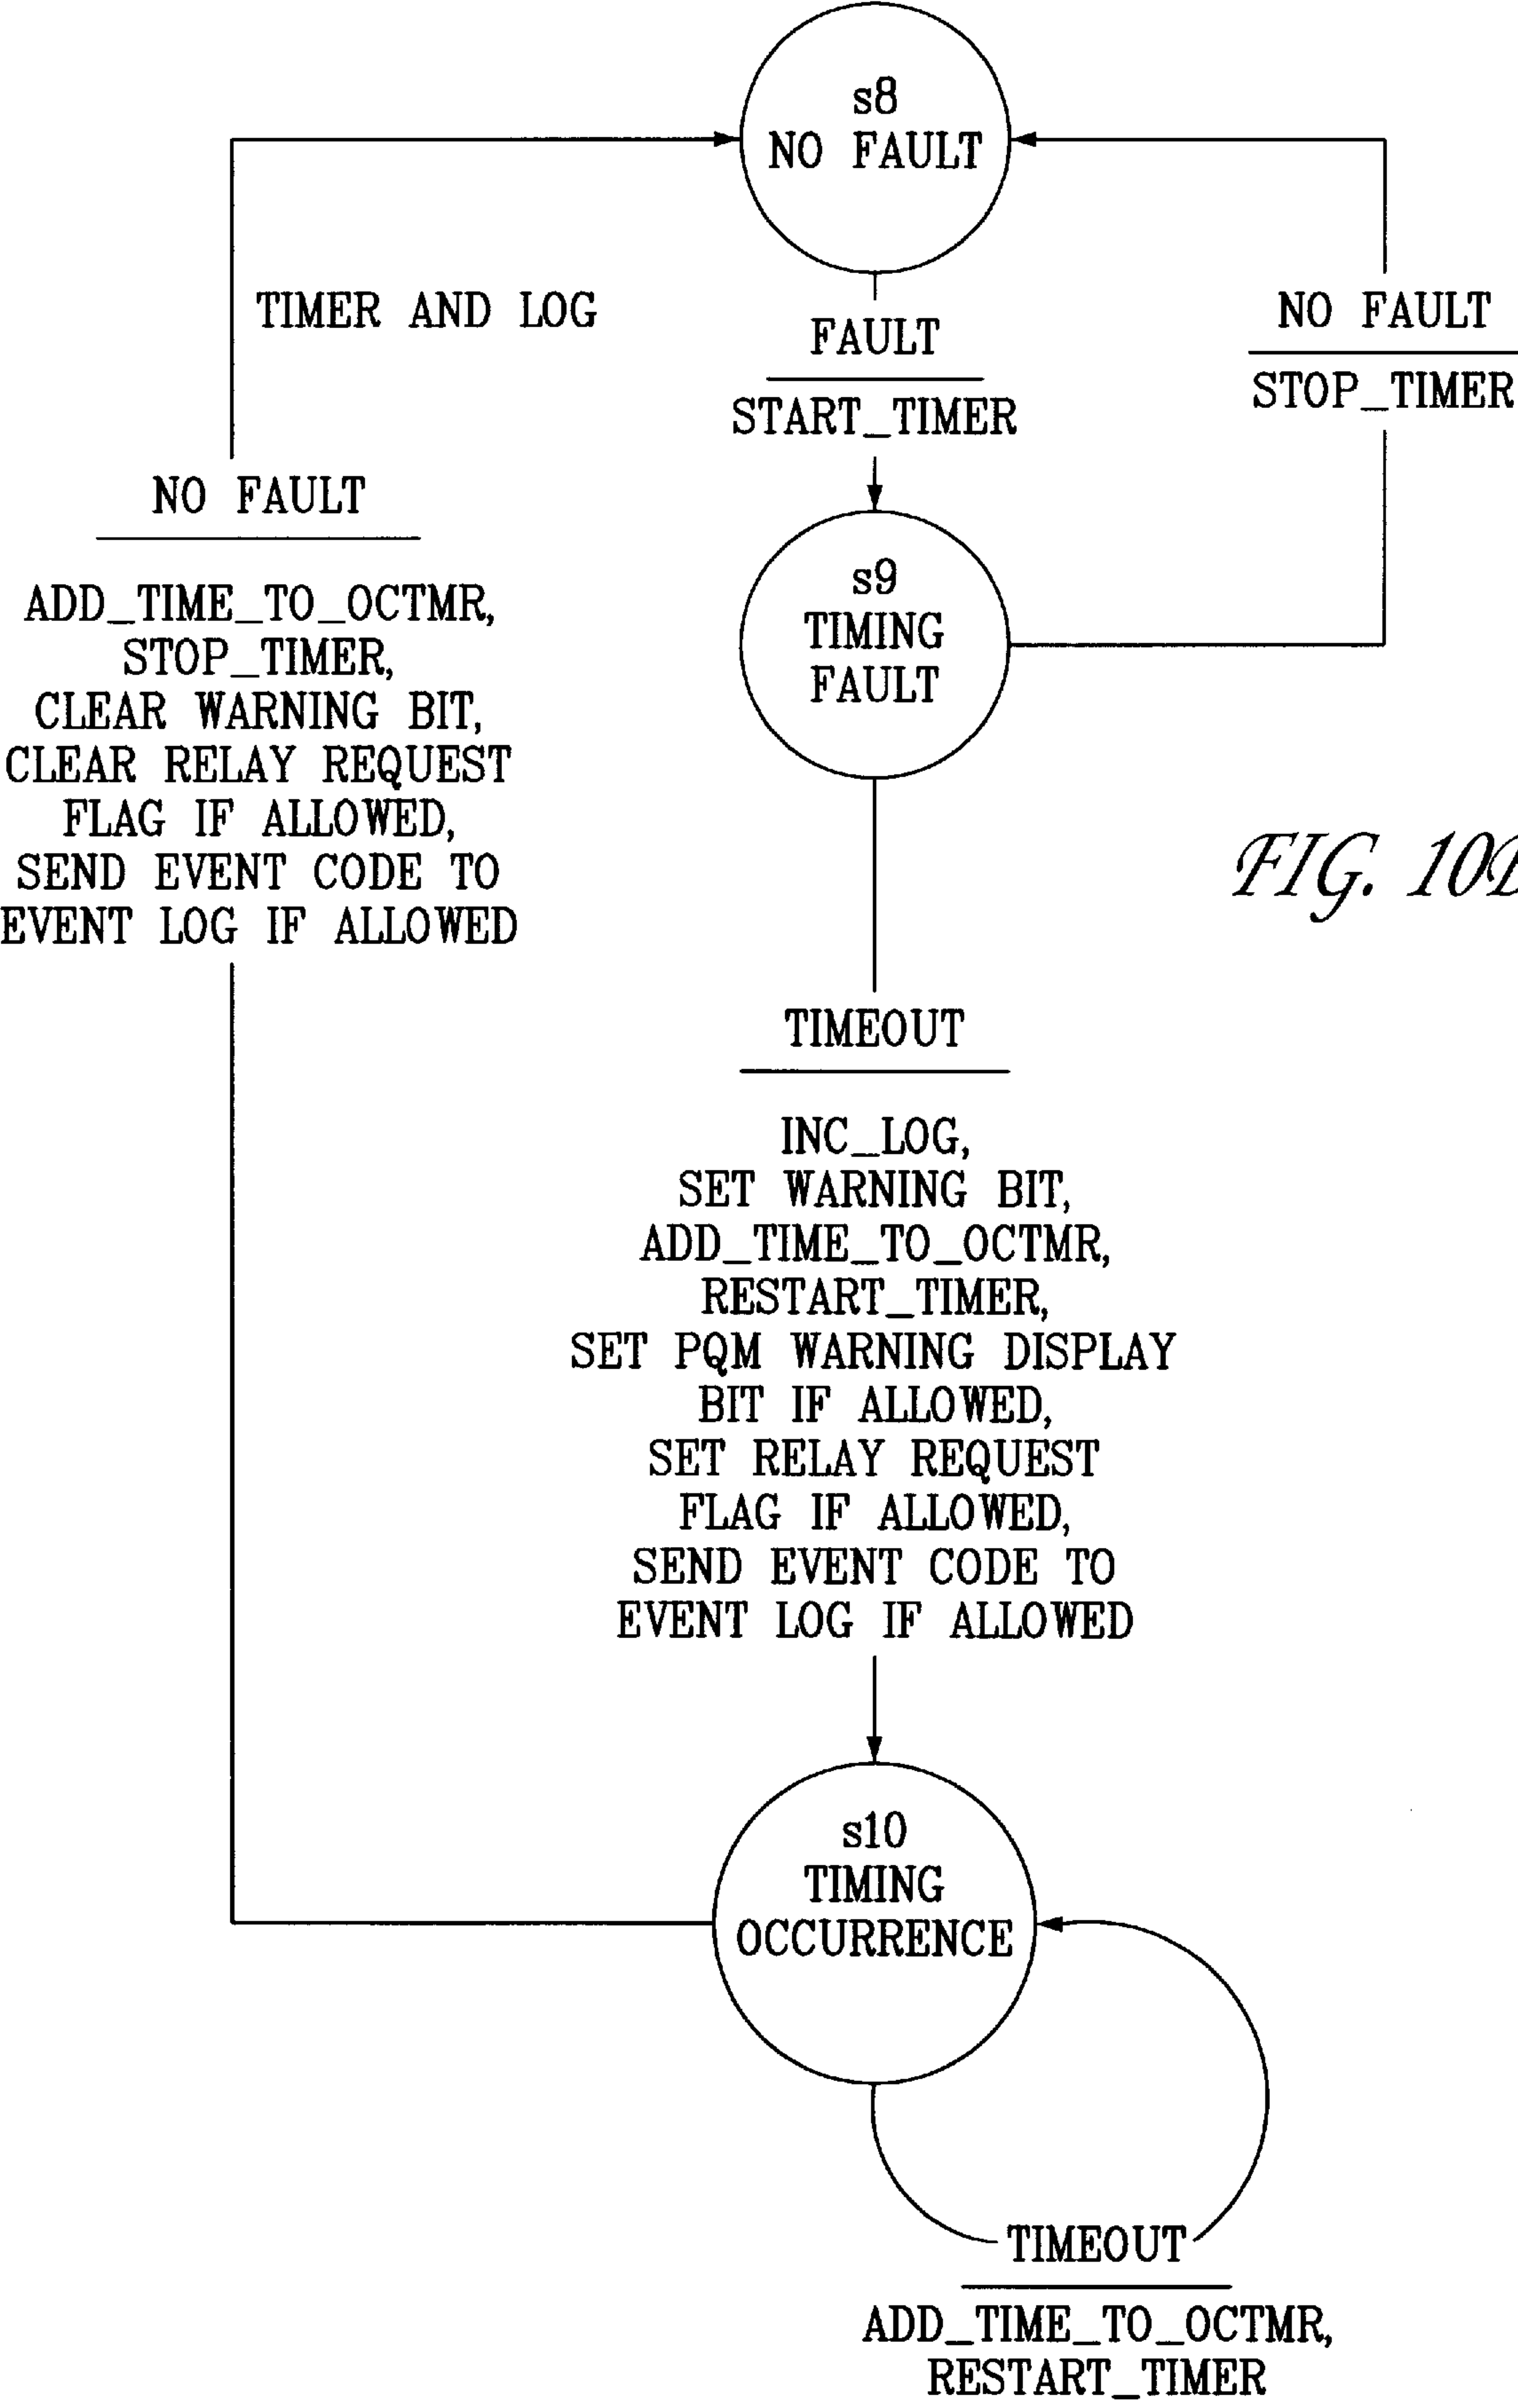 s8
NO FAULT
TIMER AND LOG
FAULT
START_TIMER
NO FAULT
STOP_TIMER
NO FAULT
ADD_TIME_TO_OCTMR,
STOP_TIMER,
CLEAR WARNING BIT,
CLEAR RELAY REQUEST
FLAG IF ALLOWED,
SEND EVENT CODE TO
EVENT LOG IF ALLOWED
s9
TIMING
FAULT
FIG.
TIMEOUT
INC_LOG,
SET WARNING BIT,
ADD_TIME_TO_OCTMR,
RESTART_TIMER,
SET PQM WARNING DISPLAY
BIT IF ALLOWED,
SET RELAY REQUEST
FLAG IF ALLOWED,
SEND EVENT CODE TO
EVENT LOG IF ALLOWED
s10
TIMING
OCCURRENCE
TIMEOUT
ADD_TIME_TO_OCTMR,
RESTART_TIMER